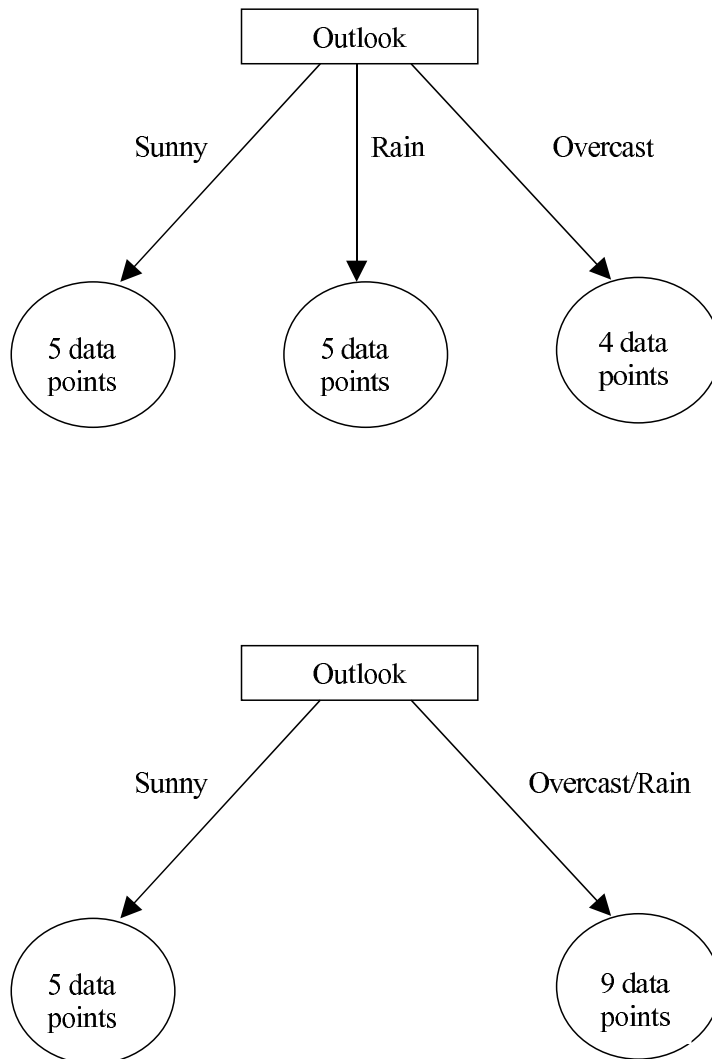 Outlook
Sunny
Rain
Overcast
5 data
points
5 data
points
4 data
points
Outlook
Sunny
Overcast/Rain
5 data
points
9 data
points